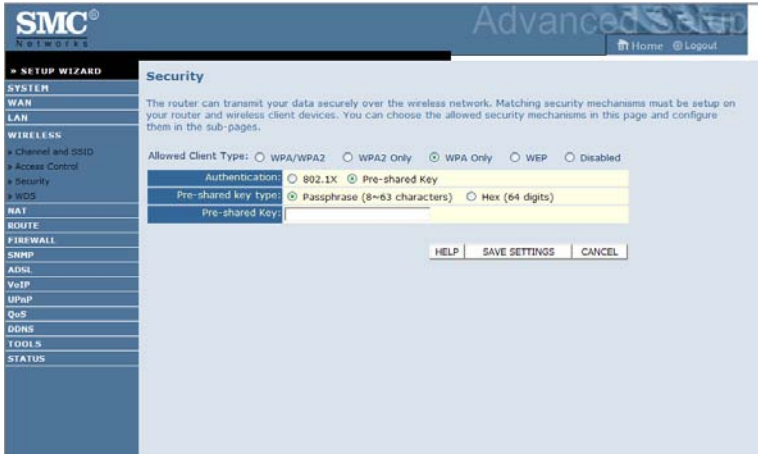 SMC®
Networks
Advanced Setup
Home Logout
» SETUP WIZARD
SYSTEM
WAN
LAN
WIRELESS
» Channel and SSID
» Access Control
» Security
» WDS
NAT
ROUTE
FIREWALL
SNMP
ADSL
VoIP
UPnP
QoS
DDNS
TOOLS
STATUS
Security
The router can transmit your data securely over the wireless network. Matching security mechanisms must be setup on
your router and wireless client devices. You can choose the allowed security mechanisms in this page and configure
them in the sub-pages.
Allowed Client Type: WPA/WPA2 WPA2 Only WPA Only WEP Disabled
Authentication: 802.1X Pre-shared Key
Pre-shared key type: Passphrase (8~63 characters) Hex (64 digits)
Pre-shared Key:
HELP SAVE SETTINGS CANCEL